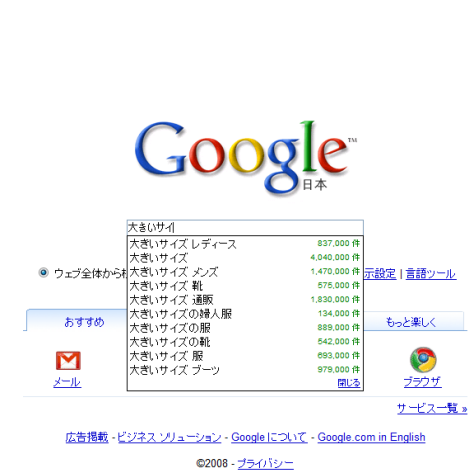 Google™
日本
大きいサイ
大きいサイズ レディース 837,000 件
大きいサイズ 4,040,000 件
ウェブ全体から
大きいサイズ メンズ 1,470,000 件
示設定 | 言語ツール
大きいサイズ 靴 575,000 件
大きいサイズ 通販 1,830,000 件
大きいサイズの婦人服 134,000 件
おすすめ
大きいサイズの服 889,000 件
もっと楽しく
大きいサイズの靴 542,000 件
大きいサイズ 服 693,000 件
大きいサイズ ブーツ 979,000 件
メール
閉じる
ブラウザ
サービス一覧 »
広告掲載 - ビジネス ソリューション - Google について - Google.com in English
©2008 - プライバシー